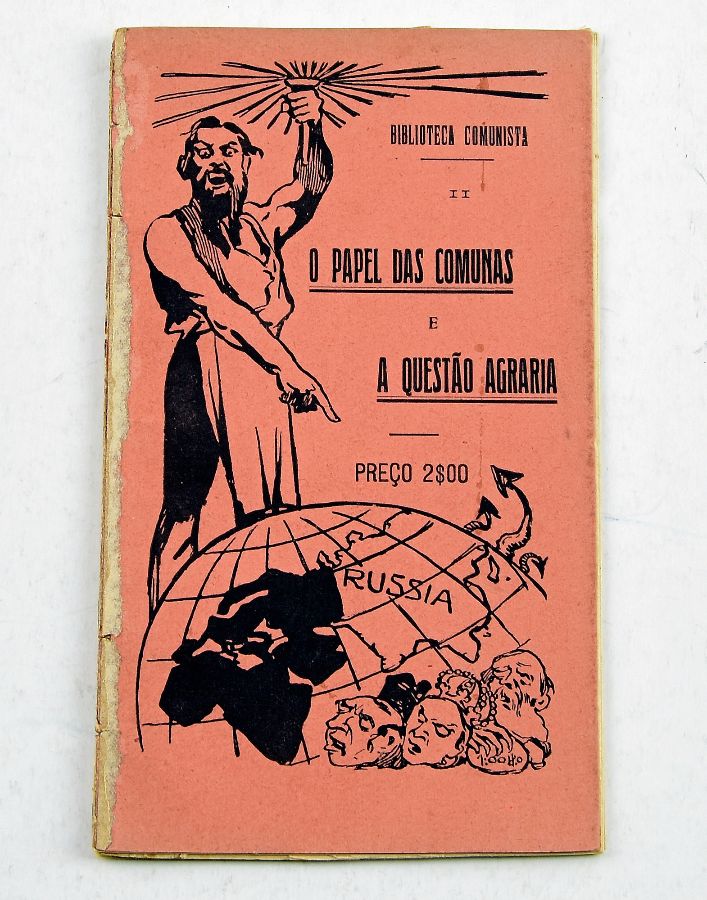 BIBLIOTECA COMUNISTA
II
O PAPEL DAS COMUNAS
E
A QUESTÃO AGRARIA
PREÇO 2$00
RUSSIA